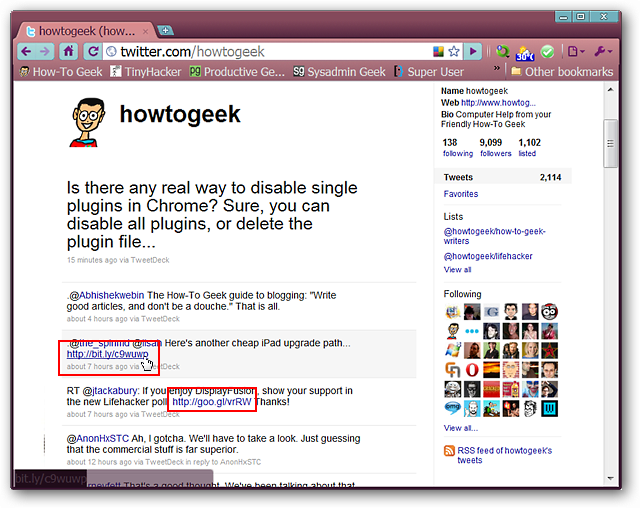 howtogeek (how...
twitter.com/howtogeek
How-To Geek
TinyHacker
Productive Ge...
Sysadmin Geek
Super User
»
Other bookmarks
howtogeek
Is there any real way to disable single
plugins in Chrome? Sure, you can
disable all plugins, or delete the
plugin file...
15 minutes ago via TweetDeck
.@Abhishekwebin The How-To Geek guide to blogging: "Write
good articles, and don't be a douche." That is all.
about 4 hours ago via TweetDeck
Here's another cheap iPad upgrade path...
http://bit.ly/c9wuwp
about 7 hours ago via TweetDeck
RT @jtackabury: If you enjoy DisplayFusion, show your support in
the new Lifehacker poll http://goo.gl/vrRW Thanks!
about 7 hours ago via TweetDeck
@AnonHxSTC Ah, I gotcha. We'll have to take a look. Just guessing
that the commercial stuff is far superior.
about 12 hours ago via TweetDeck in reply to AnonHxSTC
That's a good thought. We've been talking about that
bit.ly/c9wuwp
Name howtogeek
Web http://www.howtog...
Bio Computer Help from your
Friendly How-To Geek
138 9,099 1,102
following followers listed
Tweets 2,114
Favorites
Lists
@howtogeek/how-to-geek-
writers
@howtogeek/lifehacker
View all
Following
View all...
RSS feed of howtogeek's
tweets